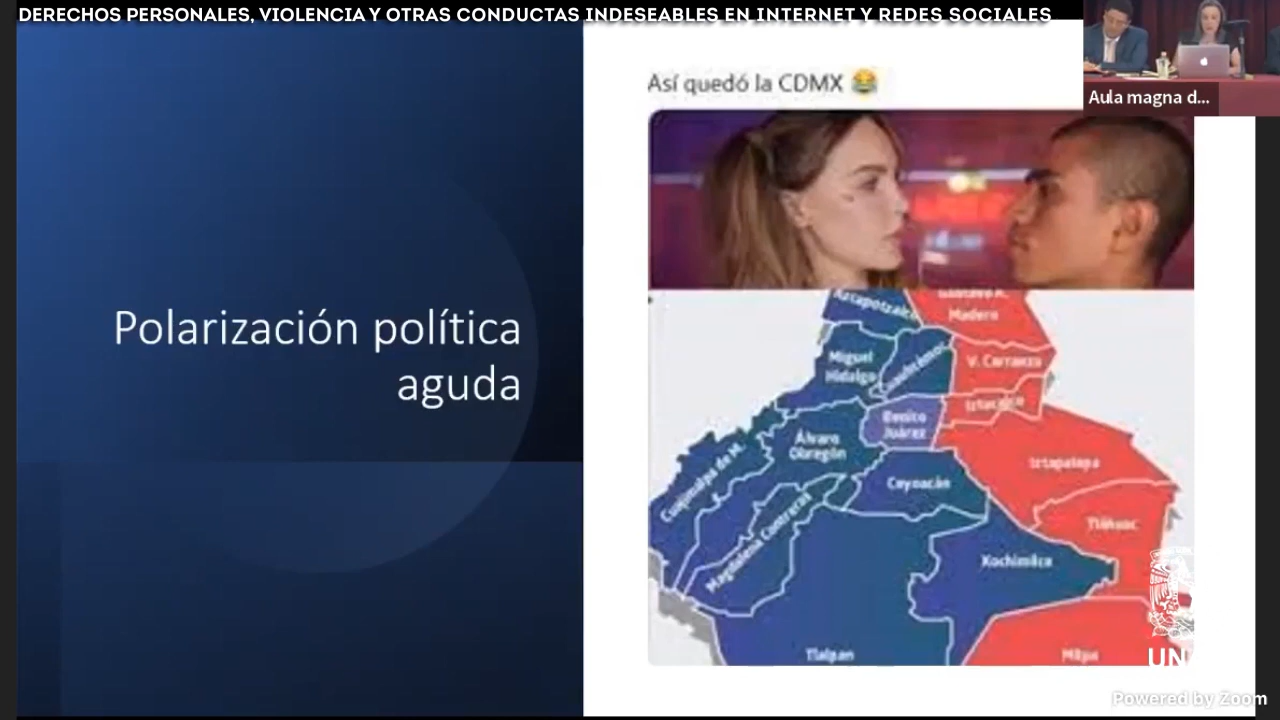 DERECHOS PERSONALES, VIOLENCIA Y OTRAS CONDUCTAS INDESEABLES EN INTERNET Y REDES SOCIALES
Aula magna d...
Polarización política
aguda
Así quedó la CDMX 😂
Azcapotzalco
Gustavo A.
Madero
Miguel
Hidalgo
Cuauhtémoc
V. Carranza
Iztacalco
Benito
Juárez
Álvaro
Obregón
Cuajimalpa de M.
Coyoacán
Iztapalapa
Magdalena Contreras
Tláhuac
Xochimilco
Tlalpan
Milpa
UN
Powered by Zoom